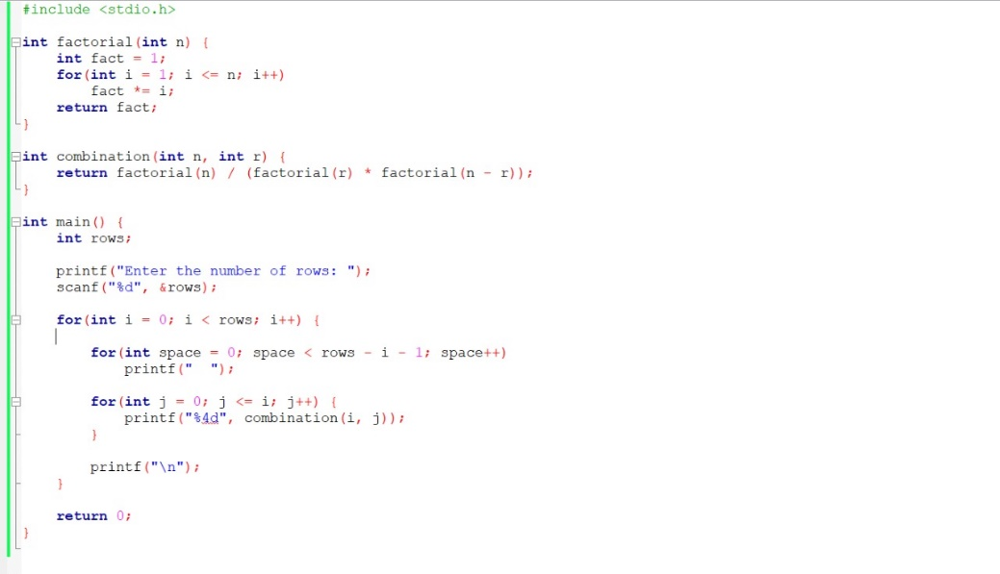 #include <stdio.h>
int factorial(int n) {
int fact = 1;
for(int i = 1; i <= n; i++)
fact *= i;
return fact;
}
int combination(int n, int r) {
return factorial(n) / (factorial(r) * factorial(n - r));
}
int main() {
int rows;
printf("Enter the number of rows: ");
scanf("%d", &rows);
for(int i = 0; i < rows; i++) {
for(int space = 0; space < rows - i - 1; space++)
printf("  ");
for(int j = 0; j <= i; j++) {
printf("%4d", combination(i, j));
}
printf("\n");
}
return 0;
}